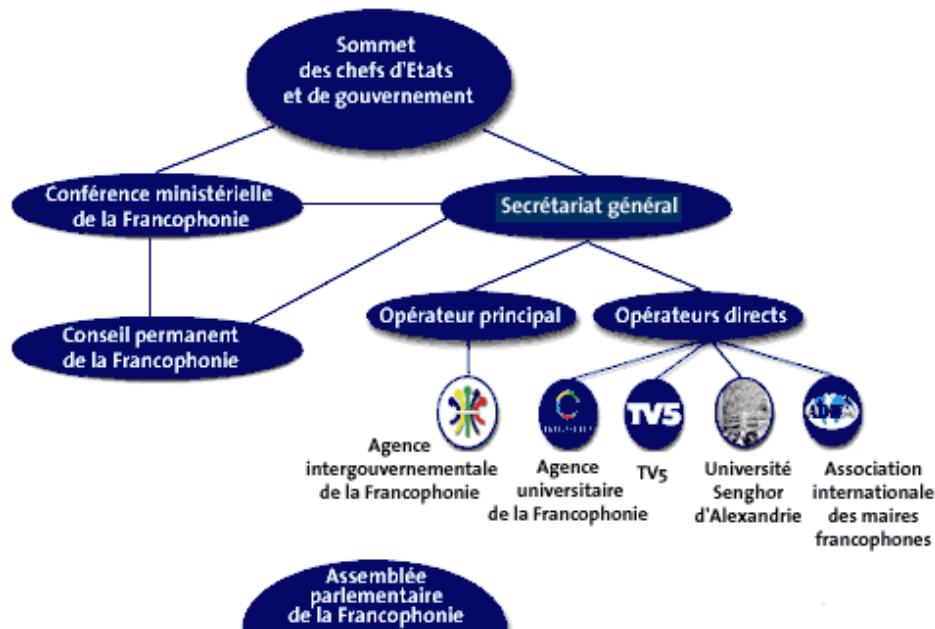 Sommet
des chefs d'Etats
et de gouvernement
Conférence ministérielle
de la Francophonie
Secrétariat général
Conseil permanent
de la Francophonie
Opérateur principal
Opérateurs directs
TV5
Agence
intergouvernementale
de la Francophonie
Agence
universitaire
de la Francophonie
TV5
Université
Senghor
d'Alexandrie
Association
internationale
des maires
francophones
Assemblée
parlementaire
de la Francophonie